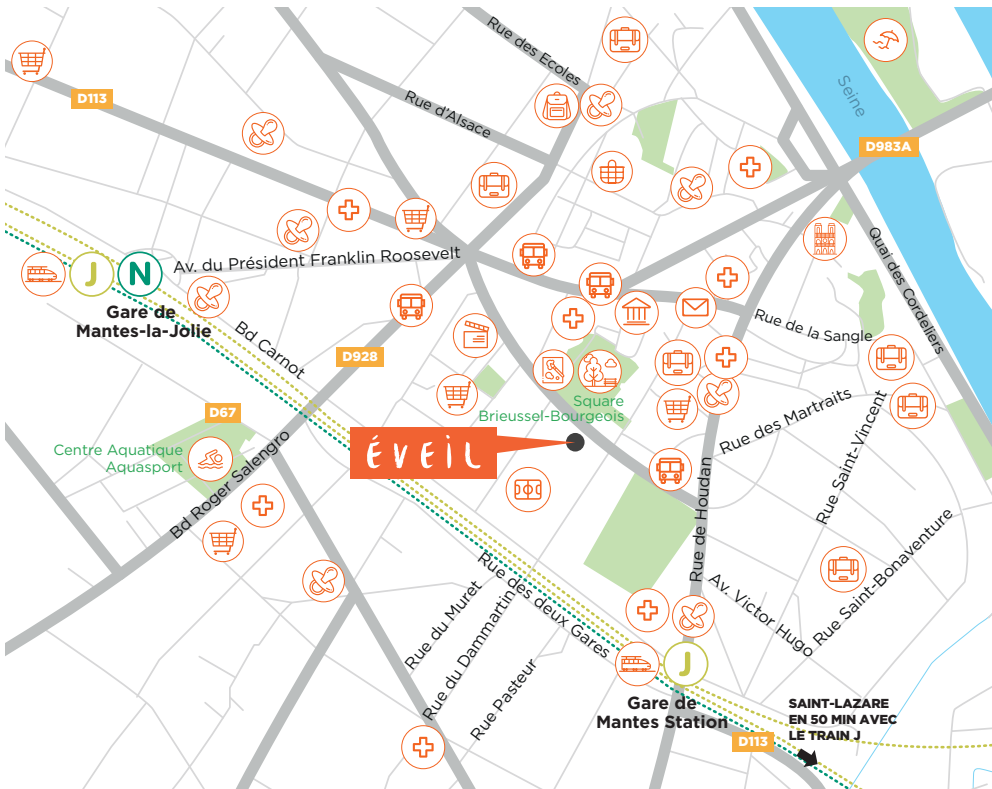 Rue des Ecoles
Seine
D113
Rue d'Alsace
D983A
Av. du Président Franklin Roosevelt
Quai des Cordeliers
J
N
Gare de
Mantes-la-Jolie
Bd Carnot
Rue de la Sangle
D928
D67
Square
Brieussel-Bourgeois
Rue des Martraits
Rue Saint-Vincent
Centre Aquatique
Aquasport
ÉVEIL
Bd Roger Salengro
Rue de Houdan
Rue Saint-Bonaventure
Rue des deux Gares
Rue du Muret
Rue du Dammartin
Rue Pasteur
Av. Victor Hugo
J
Gare de
Mantes Station
D113
SAINT-LAZARE
EN 50 MIN AVEC
LE TRAIN J